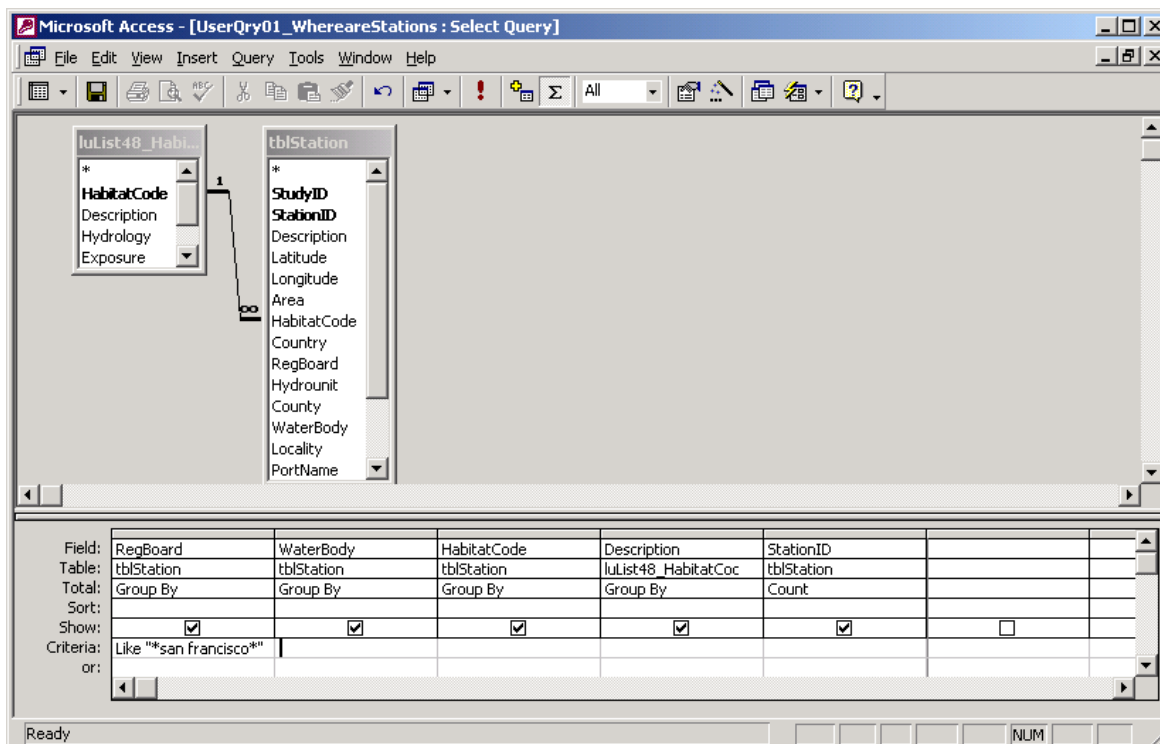 Microsoft Access - [UserQry01_WhereareStations : Select Query]
File Edit View Insert Query Tools Window Help
ABC Σ All
luList48_Habi... tblStation
* *
HabitatCode 1 StudyID
Description StationID
Hydrology Description
Exposure Latitude
Longitude
Area
∞ HabitatCode
Country
RegBoard
Hydrounit
County
WaterBody
Locality
PortName
Field: RegBoard WaterBody HabitatCode Description StationID
Table: tblStation tblStation tblStation luList48_HabitatCoc tblStation
Total: Group By Group By Group By Group By Count
Sort:
Show:
Criteria: Like "*san francisco*"
or:
Ready NUM